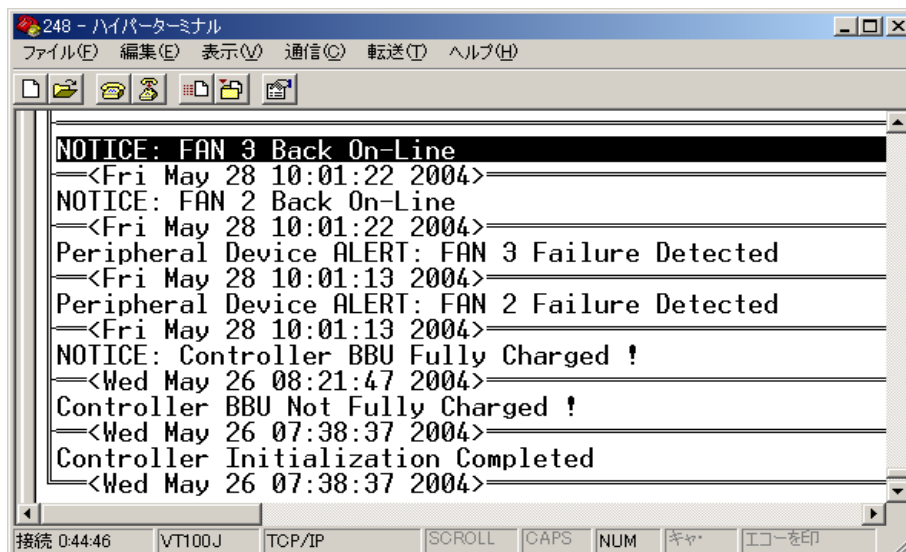 248 - ハイパーターミナル
ファイル(F) 編集(E) 表示(V) 通信(C) 転送(T) ヘルプ(H)
NOTICE: FAN 3 Back On-Line
<Fri May 28 10:01:22 2004>
NOTICE: FAN 2 Back On-Line
<Fri May 28 10:01:22 2004>
Peripheral Device ALERT: FAN 3 Failure Detected
<Fri May 28 10:01:13 2004>
Peripheral Device ALERT: FAN 2 Failure Detected
<Fri May 28 10:01:13 2004>
NOTICE: Controller BBU Fully Charged !
<Wed May 26 08:21:47 2004>
Controller BBU Not Fully Charged !
<Wed May 26 07:38:37 2004>
Controller Initialization Completed
<Wed May 26 07:38:37 2004>
接続 0:44:46 VT100J TCP/IP SCROLL CAPS NUM キャ エコーを印